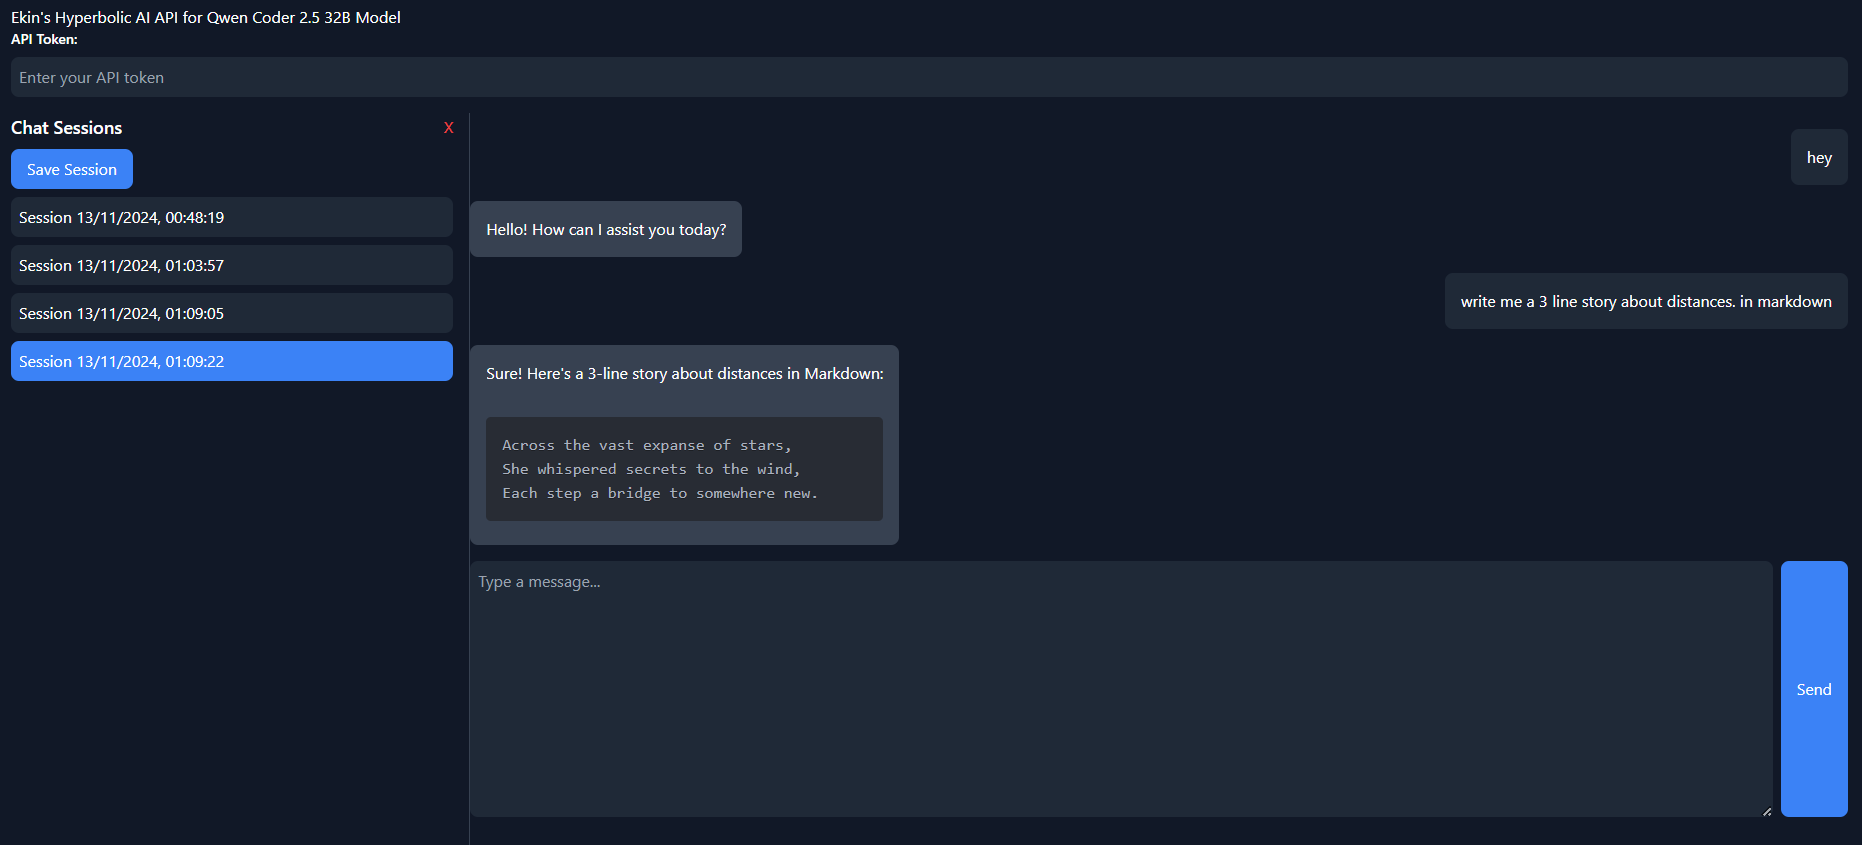 Ekin's Hyperbolic AI API for Qwen Coder 2.5 32B Model
API Token:
Enter your API token
Chat Sessions
X
Save Session
Session 13/11/2024, 00:48:19
Session 13/11/2024, 01:03:57
Session 13/11/2024, 01:09:05
Session 13/11/2024, 01:09:22
hey
Hello! How can I assist you today?
write me a 3 line story about distances. in markdown
Sure! Here's a 3-line story about distances in Markdown:
Across the vast expanse of stars,
She whispered secrets to the wind,
Each step a bridge to somewhere new.
Type a message...
Send